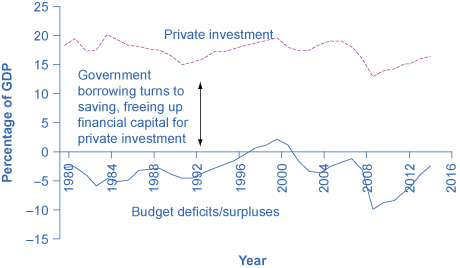 25
20
15
10
5
0
−5
−10
−15
Percentage of GDP
Private investment
Government
borrowing turns to
saving, freeing up
financial capital for
private investment
1980
1984
1988
1992
1996
2000
2004
2008
2012
2016
Budget deficits/surpluses
Year